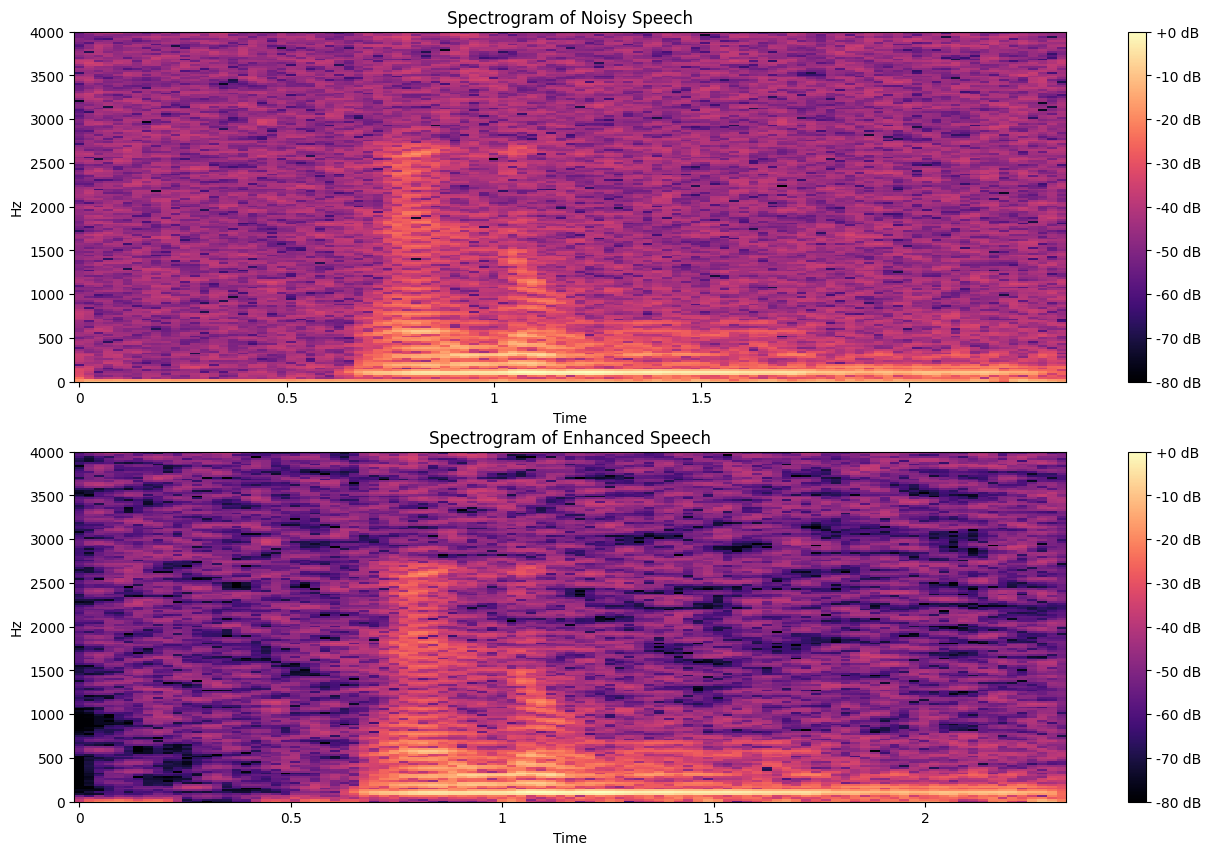 Spectrogram of Noisy Speech
4000
3500
3000
2500
2000
1500
1000
500
0
Hz
0
0.5
1
1.5
2
Time
+0 dB
-10 dB
-20 dB
-30 dB
-40 dB
-50 dB
-60 dB
-70 dB
-80 dB
Spectrogram of Enhanced Speech
4000
3500
3000
2500
2000
1500
1000
500
0
Hz
0
0.5
1
1.5
2
Time
+0 dB
-10 dB
-20 dB
-30 dB
-40 dB
-50 dB
-60 dB
-70 dB
-80 dB